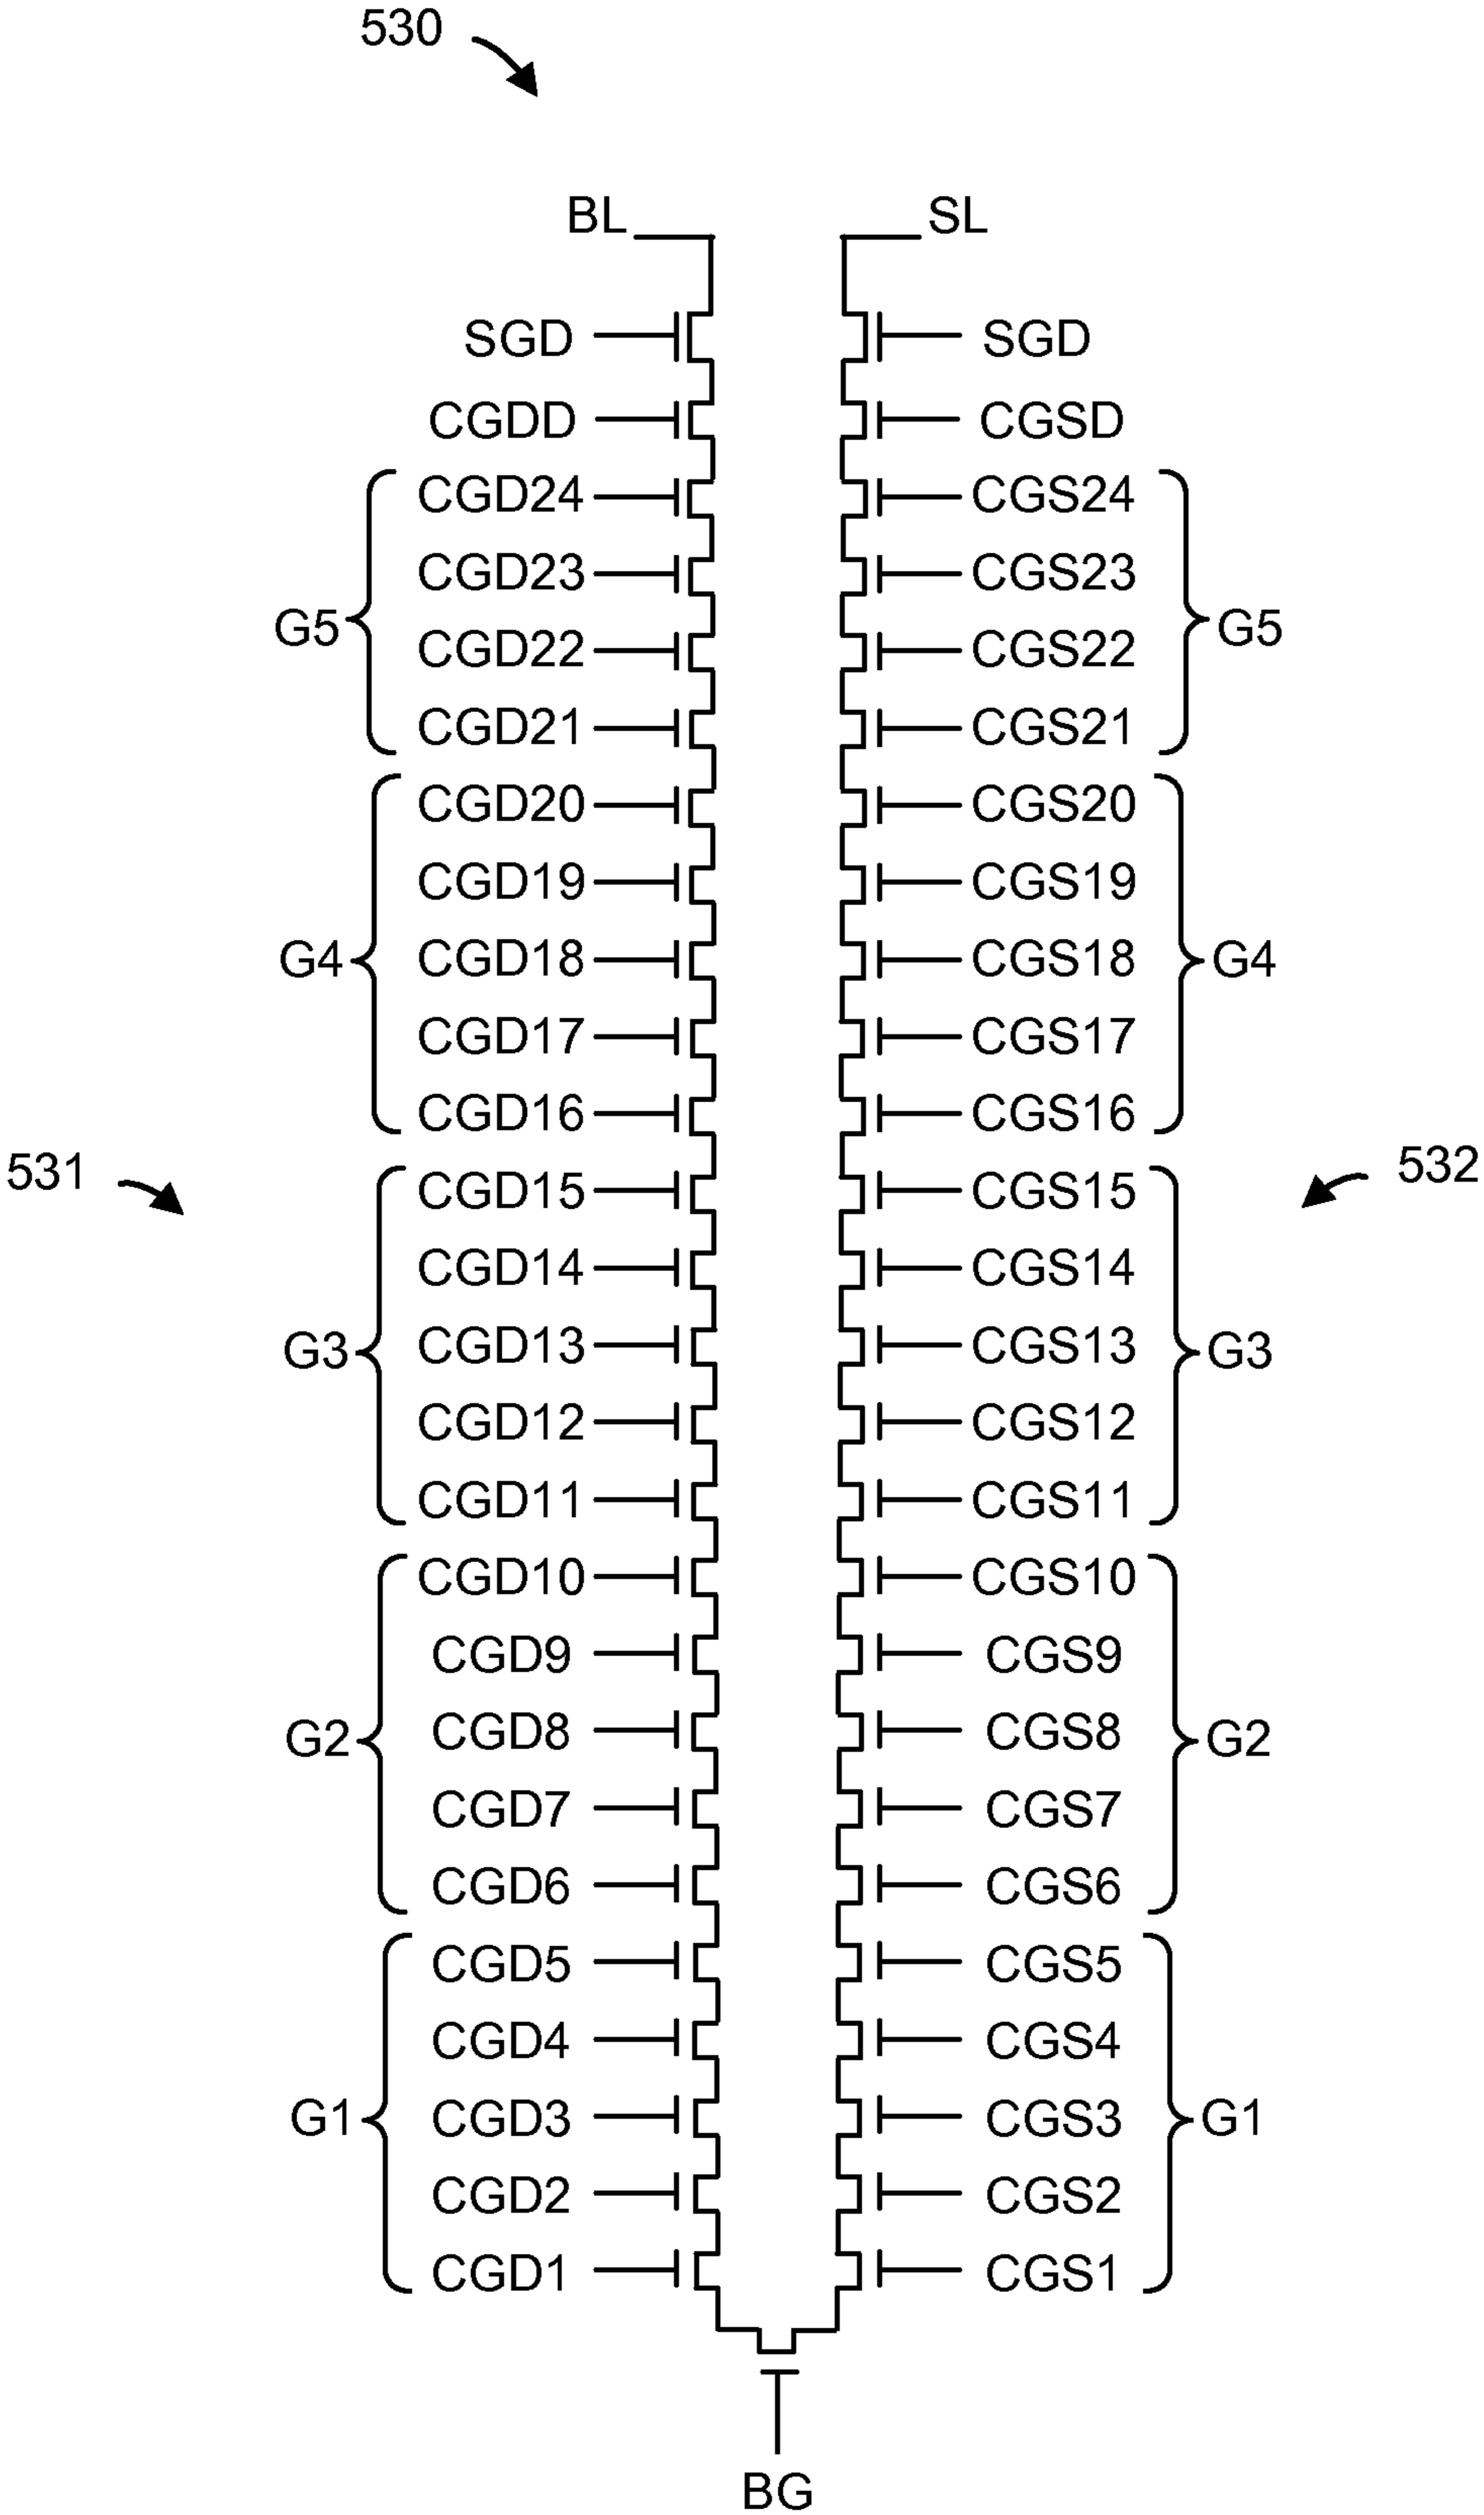 530
BL SL
SGD SGD
CGDD CGSD
CGD24 CGS24
CGD23 CGS23
G5 G5
CGD22 CGS22
CGD21 CGS21
CGD20 CGS20
CGD19 CGS19
G4 CGD18 CGS18 G4
CGD17 CGS17
CGD16 CGS16
531 CGD15 CGS15 532
CGD14 CGS14
G3 CGD13 CGS13 G3
CGD12 CGS12
CGD11 CGS11
CGD10 CGS10
CGD9 CGS9
G2 CGD8 CGS8 G2
CGD7 CGS7
CGD6 CGS6
CGD5 CGS5
CGD4 CGS4
G1 CGD3 CGS3 G1
CGD2 CGS2
CGD1 CGS1
BG